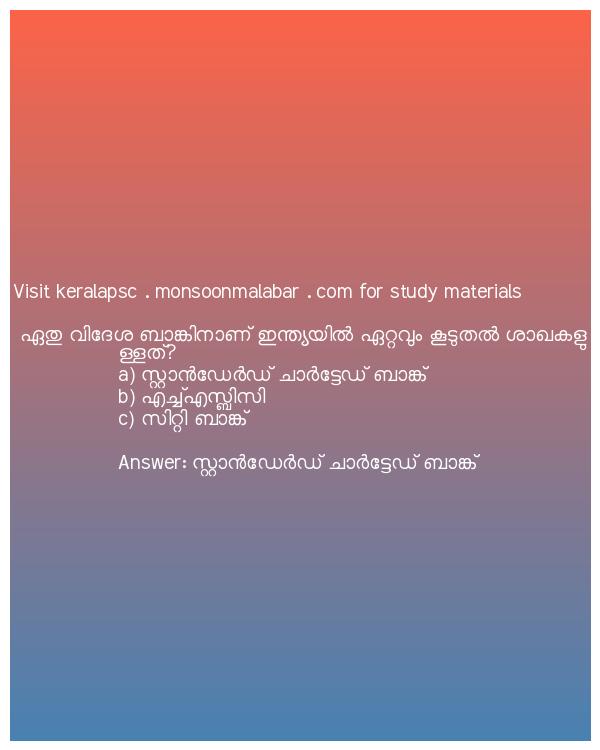 Visit keralapsc . monsoonmalabar . com for study materials
ഏതു വിദേശ ബാങ്കിനാണ് ഇന്ത്യയിൽ ഏറ്റവും കൂടുതൽ ശാഖകളു
ള്ളത്?
a) സ്റ്റാൻഡേർഡ് ചാർട്ടേഡ് ബാങ്ക്
b) എച്ച്എസ്ബിസി
c) സിറ്റി ബാങ്ക്
Answer: സ്റ്റാൻഡേർഡ് ചാർട്ടേഡ് ബാങ്ക്